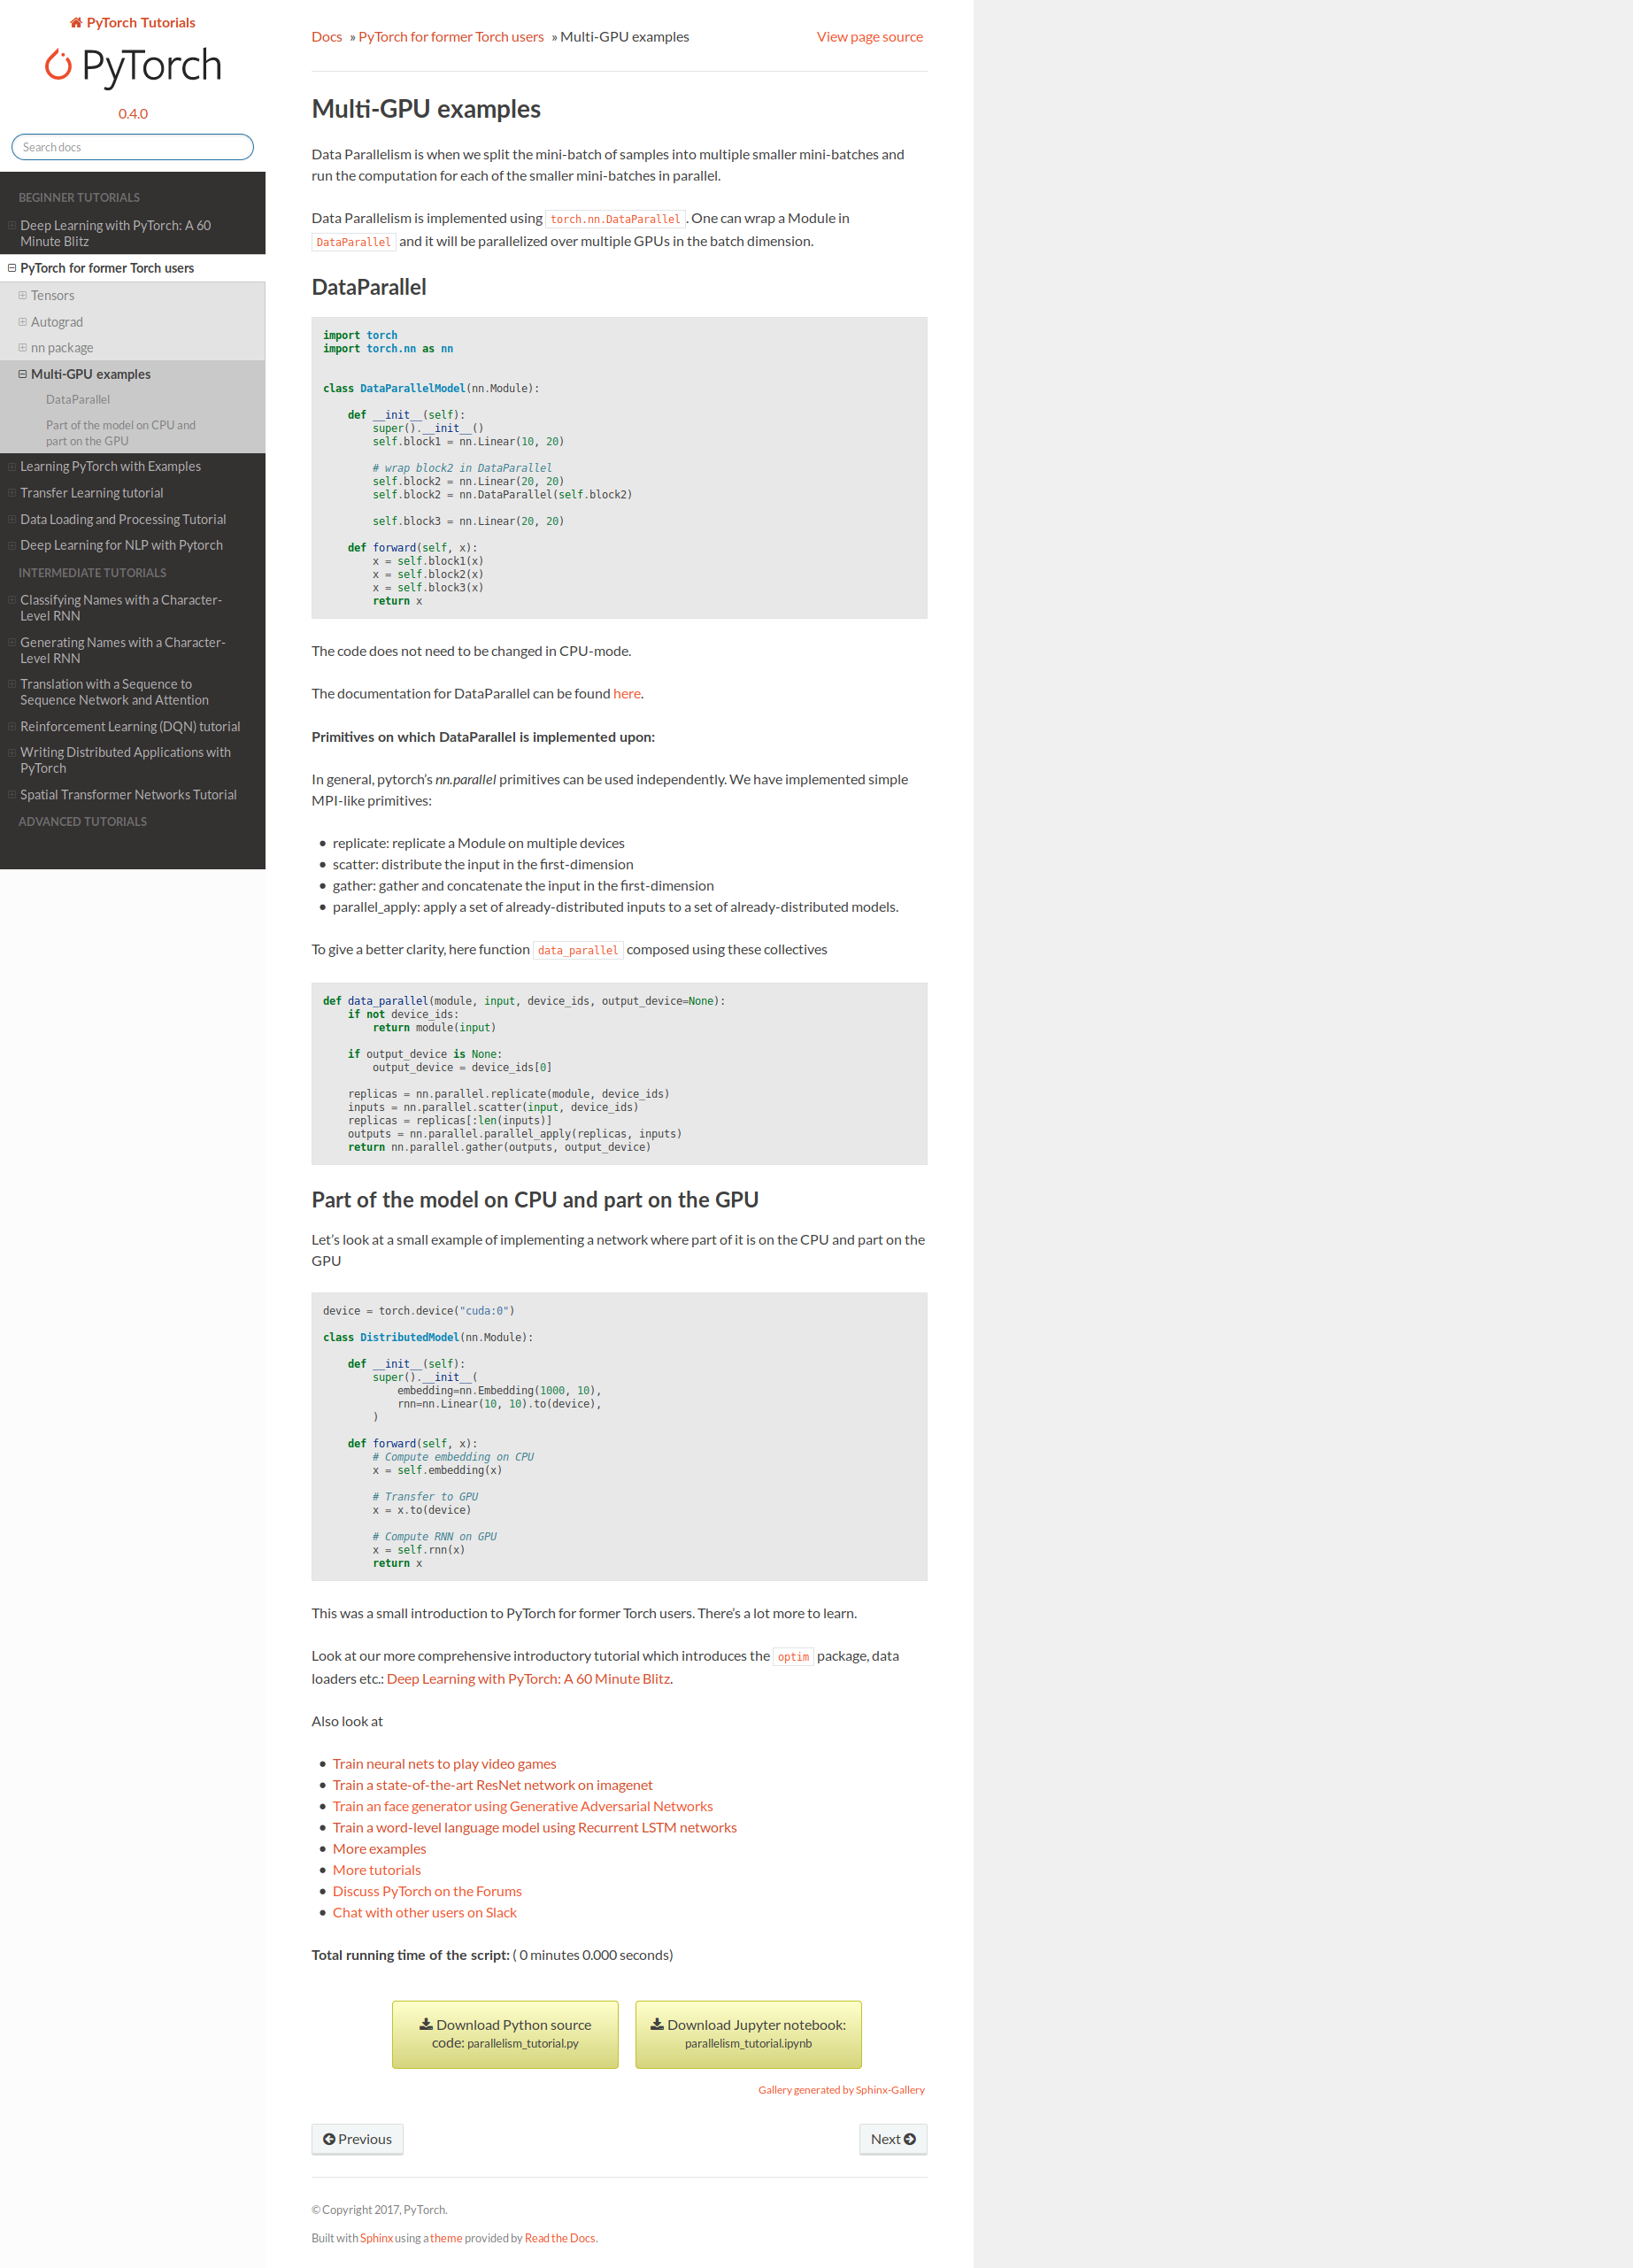 PyTorch Tutorials
PyTorch
0.4.0
Search docs
BEGINNER TUTORIALS
Deep Learning with PyTorch: A 60
Minute Blitz
PyTorch for former Torch users
Tensors
Autograd
nn package
Multi-GPU examples
DataParallel
Part of the model on CPU and
part on the GPU
Learning PyTorch with Examples
Transfer Learning tutorial
Data Loading and Processing Tutorial
Deep Learning for NLP with Pytorch
INTERMEDIATE TUTORIALS
Classifying Names with a Character-
Level RNN
Generating Names with a Character-
Level RNN
Translation with a Sequence to
Sequence Network and Attention
Reinforcement Learning (DQN) tutorial
Writing Distributed Applications with
PyTorch
Spatial Transformer Networks Tutorial
ADVANCED TUTORIALS
Docs » PyTorch for former Torch users » Multi-GPU examples View page source
Multi-GPU examples
Data Parallelism is when we split the mini-batch of samples into multiple smaller mini-batches and
run the computation for each of the smaller mini-batches in parallel.
Data Parallelism is implemented using torch.nn.DataParallel. One can wrap a Module in
DataParallel and it will be parallelized over multiple GPUs in the batch dimension.
DataParallel
import torch
import torch.nn as nn
class DataParallelModel(nn.Module):
def __init__(self):
super().__init__()
self.block1 = nn.Linear(10, 20)
# wrap block2 in DataParallel
self.block2 = nn.Linear(20, 20)
self.block2 = nn.DataParallel(self.block2)
self.block3 = nn.Linear(20, 20)
def forward(self, x):
x = self.block1(x)
x = self.block2(x)
x = self.block3(x)
return x
The code does not need to be changed in CPU-mode.
The documentation for DataParallel can be found here.
Primitives on which DataParallel is implemented upon:
In general, pytorch’s nn.parallel primitives can be used independently. We have implemented simple
MPI-like primitives:
• replicate: replicate a Module on multiple devices
• scatter: distribute the input in the first-dimension
• gather: gather and concatenate the input in the first-dimension
• parallel_apply: apply a set of already-distributed inputs to a set of already-distributed models.
To give a better clarity, here function data_parallel composed using these collectives
def data_parallel(module, input, device_ids, output_device=None):
if not device_ids:
return module(input)
if output_device is None:
output_device = device_ids[0]
replicas = nn.parallel.replicate(module, device_ids)
inputs = nn.parallel.scatter(input, device_ids)
replicas = replicas[:len(inputs)]
outputs = nn.parallel.parallel_apply(replicas, inputs)
return nn.parallel.gather(outputs, output_device)
Part of the model on CPU and part on the GPU
Let’s look at a small example of implementing a network where part of it is on the CPU and part on the
GPU
device = torch.device("cuda:0")
class DistributedModel(nn.Module):
def __init__(self):
super().__init__(
embedding=nn.Embedding(1000, 10),
rnn=nn.Linear(10, 10).to(device),
)
def forward(self, x):
# Compute embedding on CPU
x = self.embedding(x)
# Transfer to GPU
x = x.to(device)
# Compute RNN on GPU
x = self.rnn(x)
return x
This was a small introduction to PyTorch for former Torch users. There’s a lot more to learn.
Look at our more comprehensive introductory tutorial which introduces the optim package, data
loaders etc.: Deep Learning with PyTorch: A 60 Minute Blitz.
Also look at
• Train neural nets to play video games
• Train a state-of-the-art ResNet network on imagenet
• Train an face generator using Generative Adversarial Networks
• Train a word-level language model using Recurrent LSTM networks
• More examples
• More tutorials
• Discuss PyTorch on the Forums
• Chat with other users on Slack
Total running time of the script: ( 0 minutes 0.000 seconds)
Download Python source
code: parallelism_tutorial.py
Download Jupyter notebook:
parallelism_tutorial.ipynb
Gallery generated by Sphinx-Gallery
Previous Next
© Copyright 2017, PyTorch.
Built with Sphinx using a theme provided by Read the Docs.